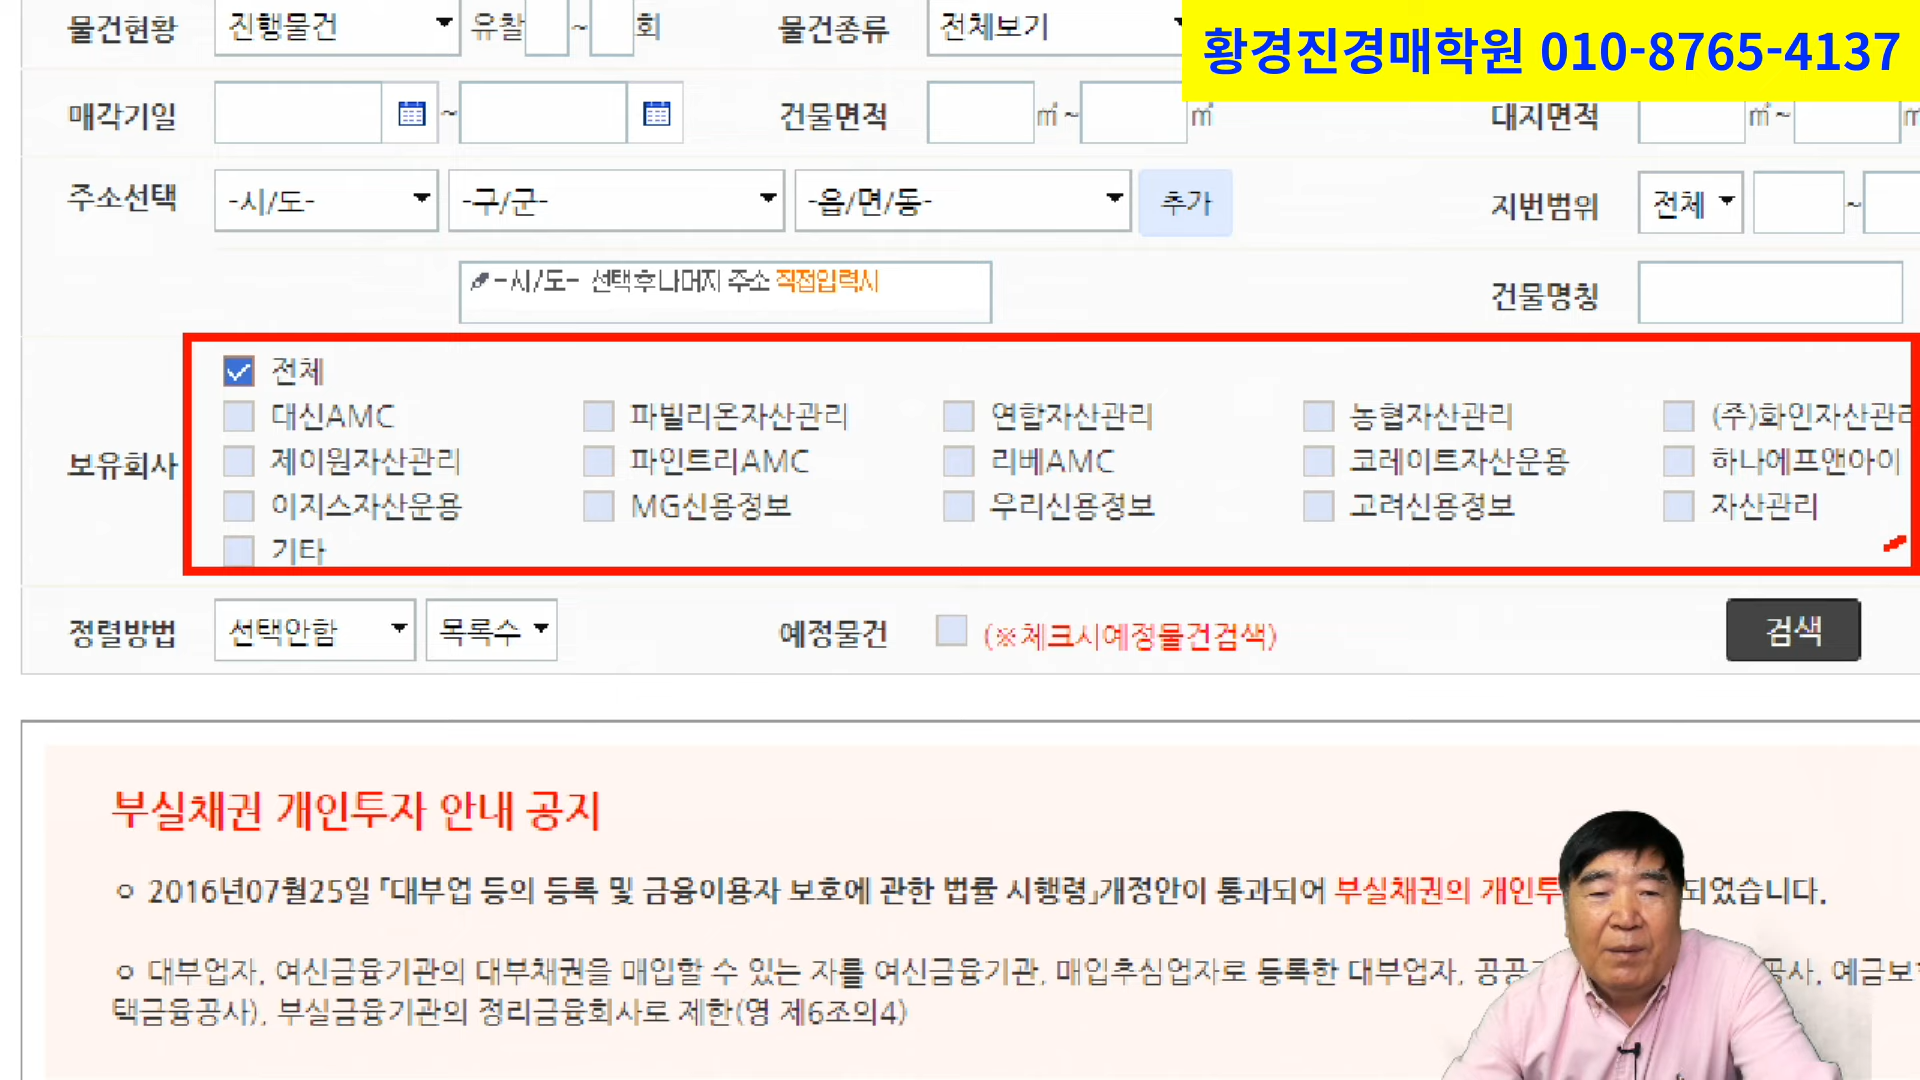 황경진경매학원 010-8765-4137
물건현황 진행물건 유찰 ~ 회 물건종류 전체보기
매각기일 ~ 건물면적 ㎡ ~ ㎡ 대지면적 ㎡ ~
주소선택 -시/도- -구/군- -읍/면/동- 추가 지번범위 전체 ~
-시/도- 선택후 나머지 주소 직접입력시 건물명칭
보유회사
전체
대신AMC 파빌리온자산관리 연합자산관리 농협자산관리 (주)화인자산관리
제이원자산관리 파인트리AMC 리베AMC 코레이트자산운용 하나에프앤아이
이지스자산운용 MG신용정보 우리신용정보 고려신용정보 자산관리
기타
정렬방법 선택안함 목록수 예정물건 (※체크시예정물건검색) 검색
부실채권 개인투자 안내 공지
○ 2016년07월25일 「대부업 등의 등록 및 금융이용자 보호에 관한 법률 시행령」개정안이 통과되어 부실채권의 개인투 되었습니다.
○ 대부업자, 여신금융기관의 대부채권을 매입할 수 있는 자를 여신금융기관, 매입추심업자로 등록한 대부업자, 공공 공사, 예금보
택금융공사), 부실금융기관의 정리금융회사로 제한(영 제6조의4)